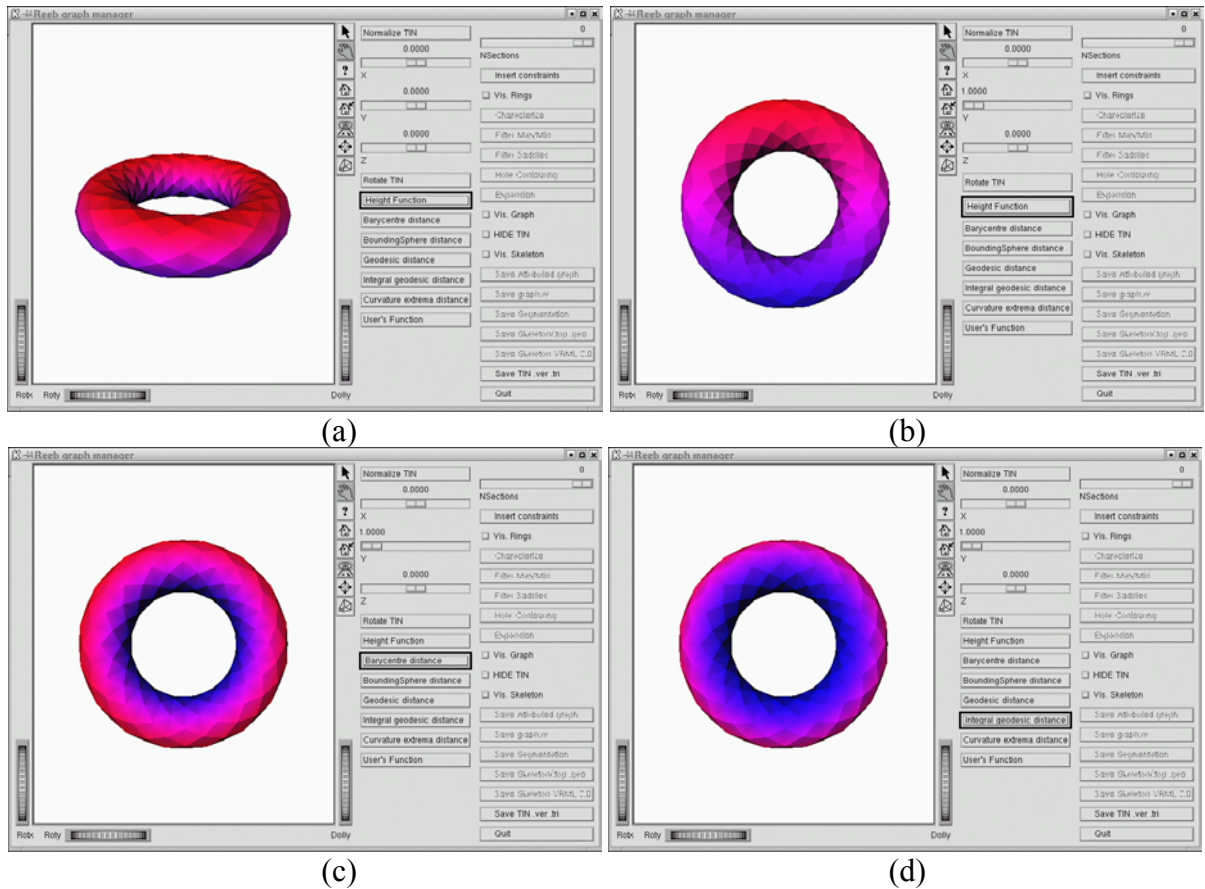 Reeb graph manager
Normalize TIN
0.0000
X
0.0000
Y
0.0000
Z
Rotate TIN
Height Function
Barycentre distance
BoundingSphere distance
Geodesic distance
Integral geodesic distance
Curvature extrema distance
User's Function
0
NSections
Insert constraints
Vis. Rings
Charecterize
Filter Max/Min
Filter Saddles
Hole Contouring
Expansion
Vis. Graph
HIDE TIN
Vis. Skeleton
Save Attributed graph
Save graph.rv
Save Segmentation
Save Skeleton/.top .geo
Save Skeleton VRML 2.0
Save TIN .ver .tri
Quit
Rotx Roty Dolly
(a)
Reeb graph manager
Normalize TIN
0.0000
X
1.0000
Y
0.0000
Z
Rotate TIN
Height Function
Barycentre distance
BoundingSphere distance
Geodesic distance
Integral geodesic distance
Curvature extrema distance
User's Function
0
NSections
Insert constraints
Vis. Rings
Charecterize
Filter Max/Min
Filter Saddles
Hole Contouring
Expansion
Vis. Graph
HIDE TIN
Vis. Skeleton
Save Attributed graph
Save graph.rv
Save Segmentation
Save Skeleton/.top .geo
Save Skeleton VRML 2.0
Save TIN .ver .tri
Quit
Rotx Roty Dolly
(b)
Reeb graph manager
Normalize TIN
0.0000
X
1.0000
Y
0.0000
Z
Rotate TIN
Height Function
Barycentre distance
BoundingSphere distance
Geodesic distance
Integral geodesic distance
Curvature extrema distance
User's Function
0
NSections
Insert constraints
Vis. Rings
Charecterize
Filter Max/Min
Filter Saddles
Hole Contouring
Expansion
Vis. Graph
HIDE TIN
Vis. Skeleton
Save Attributed graph
Save graph.rv
Save Segmentation
Save Skeleton/.top .geo
Save Skeleton VRML 2.0
Save TIN .ver .tri
Quit
Rotx Roty Dolly
(c)
Reeb graph manager
Normalize TIN
0.0000
X
1.0000
Y
0.0000
Z
Rotate TIN
Height Function
Barycentre distance
BoundingSphere distance
Geodesic distance
Integral geodesic distance
Curvature extrema distance
User's Function
0
NSections
Insert constraints
Vis. Rings
Charecterize
Filter Max/Min
Filter Saddles
Hole Contouring
Expansion
Vis. Graph
HIDE TIN
Vis. Skeleton
Save Attributed graph
Save graph.rv
Save Segmentation
Save Skeleton/.top .geo
Save Skeleton VRML 2.0
Save TIN .ver .tri
Quit
Rotx Roty Dolly
(d)